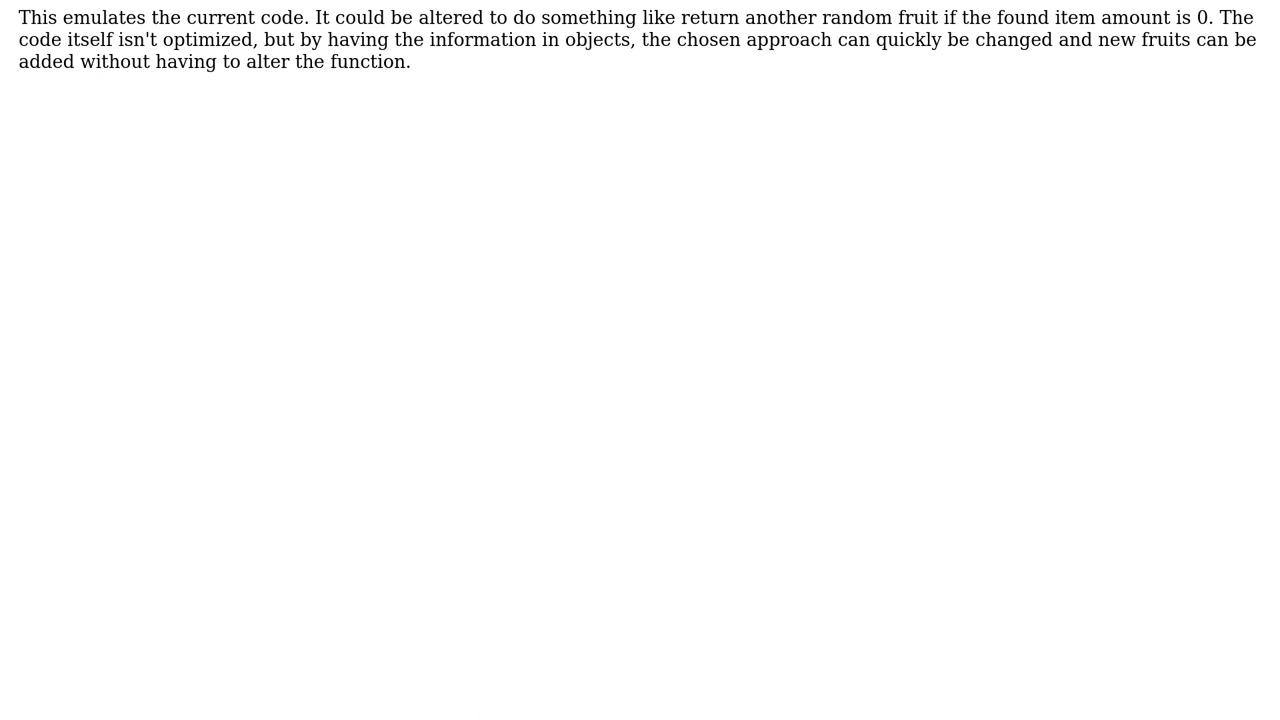 This emulates the current code. It could be altered to do something like return another random fruit if the found item amount is 0. The
code itself isn't optimized, but by having the information in objects, the chosen approach can quickly be changed and new fruits can be
added without having to alter the function.